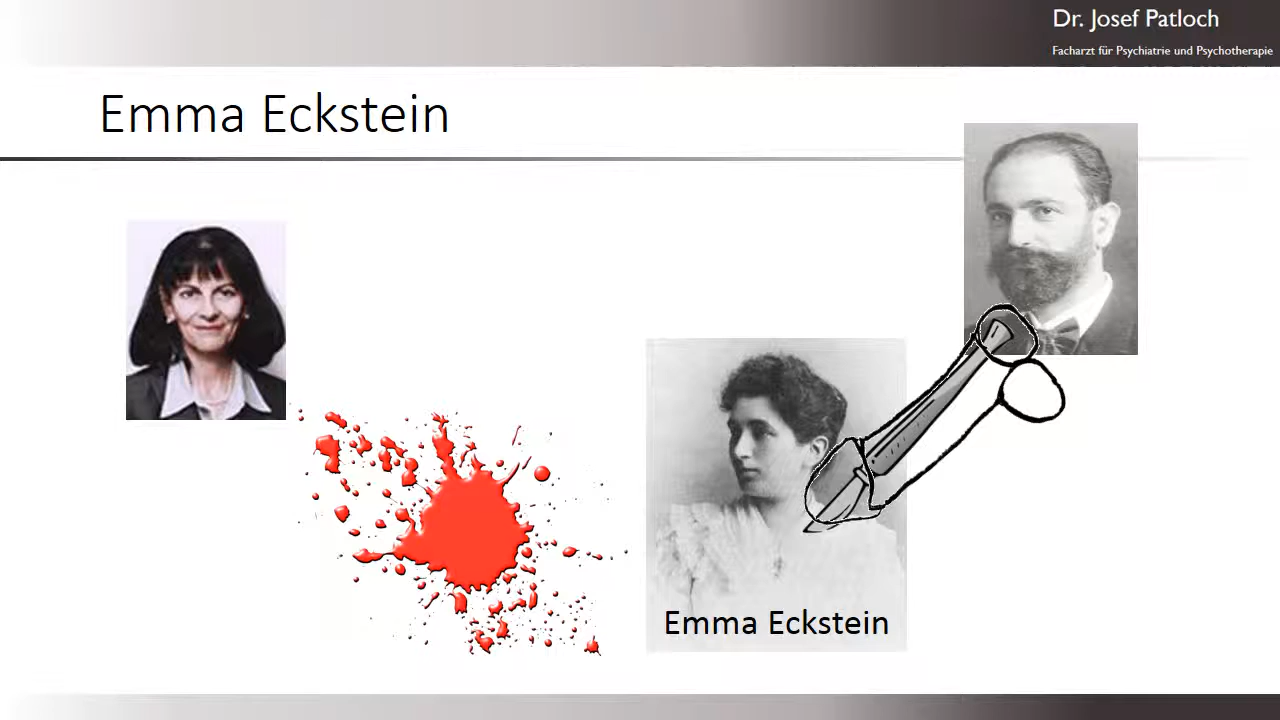 Dr. Josef Patloch
Facharzt für Psychiatrie und Psychotherapie
Emma Eckstein
Emma Eckstein